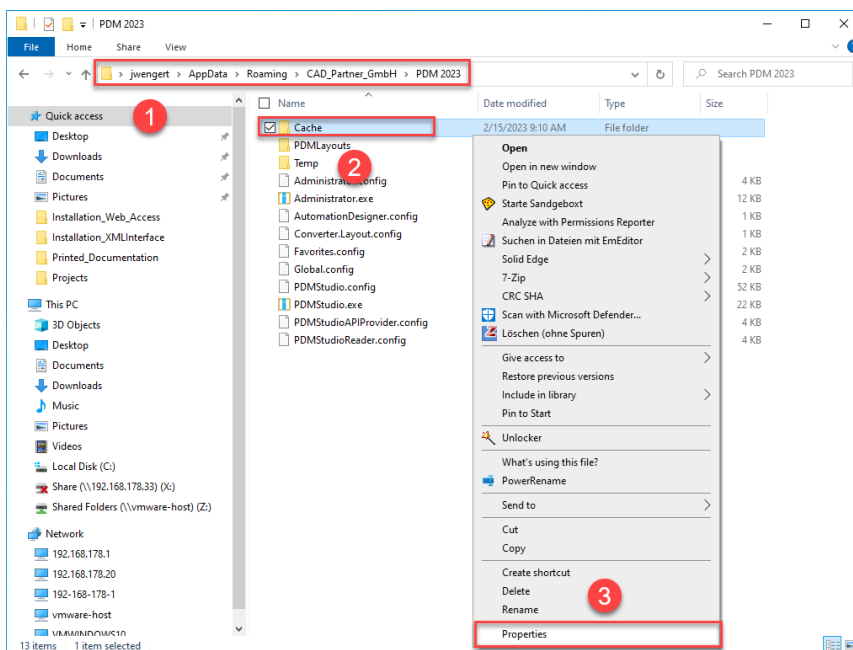 PDM 2023
File Home Share View
jwengert > AppData > Roaming > CAD_Partner_GmbH > PDM 2023
Search PDM 2023
1
Quick access
Desktop
Downloads
Documents
Pictures
Installation_Web_Access
Installation_XMLInterface
Printed_Documentation
Projects
This PC
3D Objects
Desktop
Documents
Downloads
Music
Pictures
Videos
Local Disk (C:)
Share (\\192.168.178.33) (X:)
Shared Folders (\\vmware-host) (Z:)
Network
192.168.178.1
192.168.178.20
192-168-178-1
vmware-host
VMWINDOWS10
Name Date modified Type Size
Cache 2/15/2023 9:10 AM File folder
2
PDMLayouts
Temp
Administrator.config 4 KB
Administrator.exe 12 KB
AutomationDesigner.config 1 KB
Converter.Layout.config 1 KB
Favorites.config 2 KB
Global.config 2 KB
PDMStudio.config 52 KB
PDMStudio.exe 22 KB
PDMStudioAPIProvider.config 4 KB
PDMStudioReader.config 4 KB
Open
Open in new window
Pin to Quick access
Starte Sandgeboxt
Analyze with Permissions Reporter
Suchen in Dateien mit EmEditor
Solid Edge
7-Zip
CRC SHA
Scan with Microsoft Defender...
Löschen (ohne Spuren)
Give access to
Restore previous versions
Include in library
Pin to Start
Unlocker
What's using this file?
PowerRename
Send to
Cut
Copy
Create shortcut
Delete
Rename
3
Properties
13 items 1 item selected